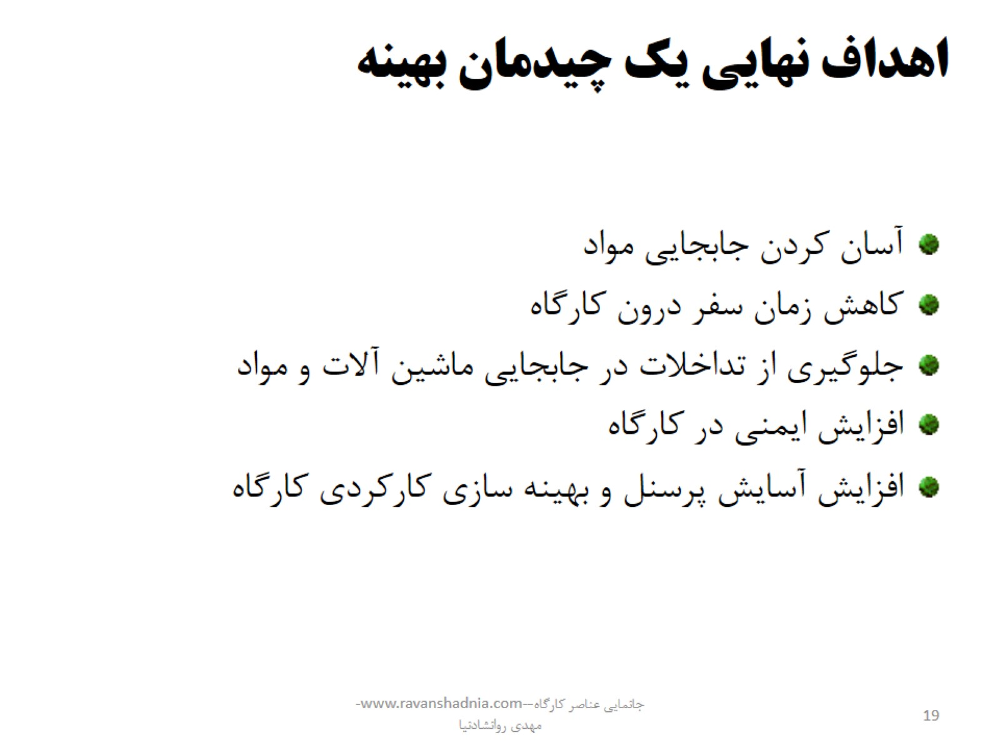 اهداف نهایی یک چیدمان بهینه
آسان کردن جابجایی مواد
کاهش زمان سفر درون کارگاه
جلوگیری از تداخلات در جابجایی ماشین آلات و مواد
افزایش ایمنی در کارگاه
افزایش آسایش پرسنل و بهینه سازی کارکردی کارگاه
جانمایی عناصر کارگاه--www.ravanshadnia.com-
مهدی روانشادنیا
19